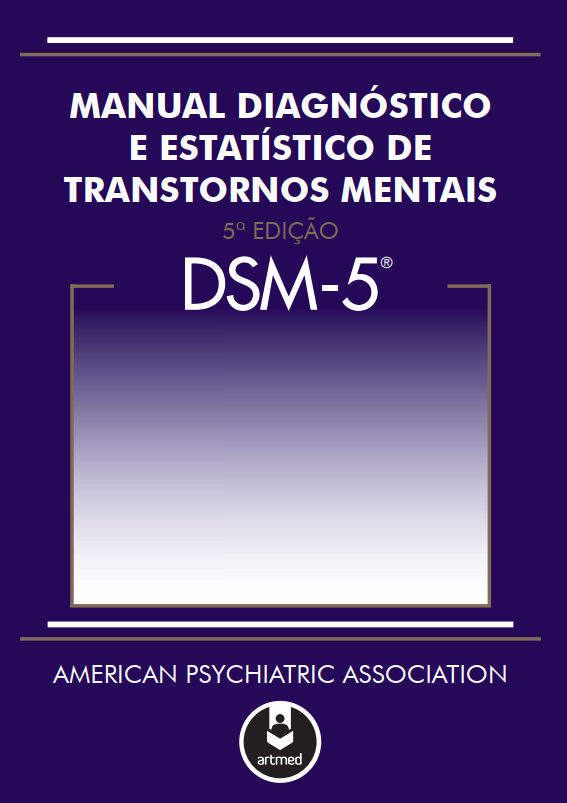 MANUAL DIAGNÓSTICO
E ESTATÍSTICO DE
TRANSTORNOS MENTAIS
5ª EDIÇÃO
DSM-5®
AMERICAN PSYCHIATRIC ASSOCIATION
artmed